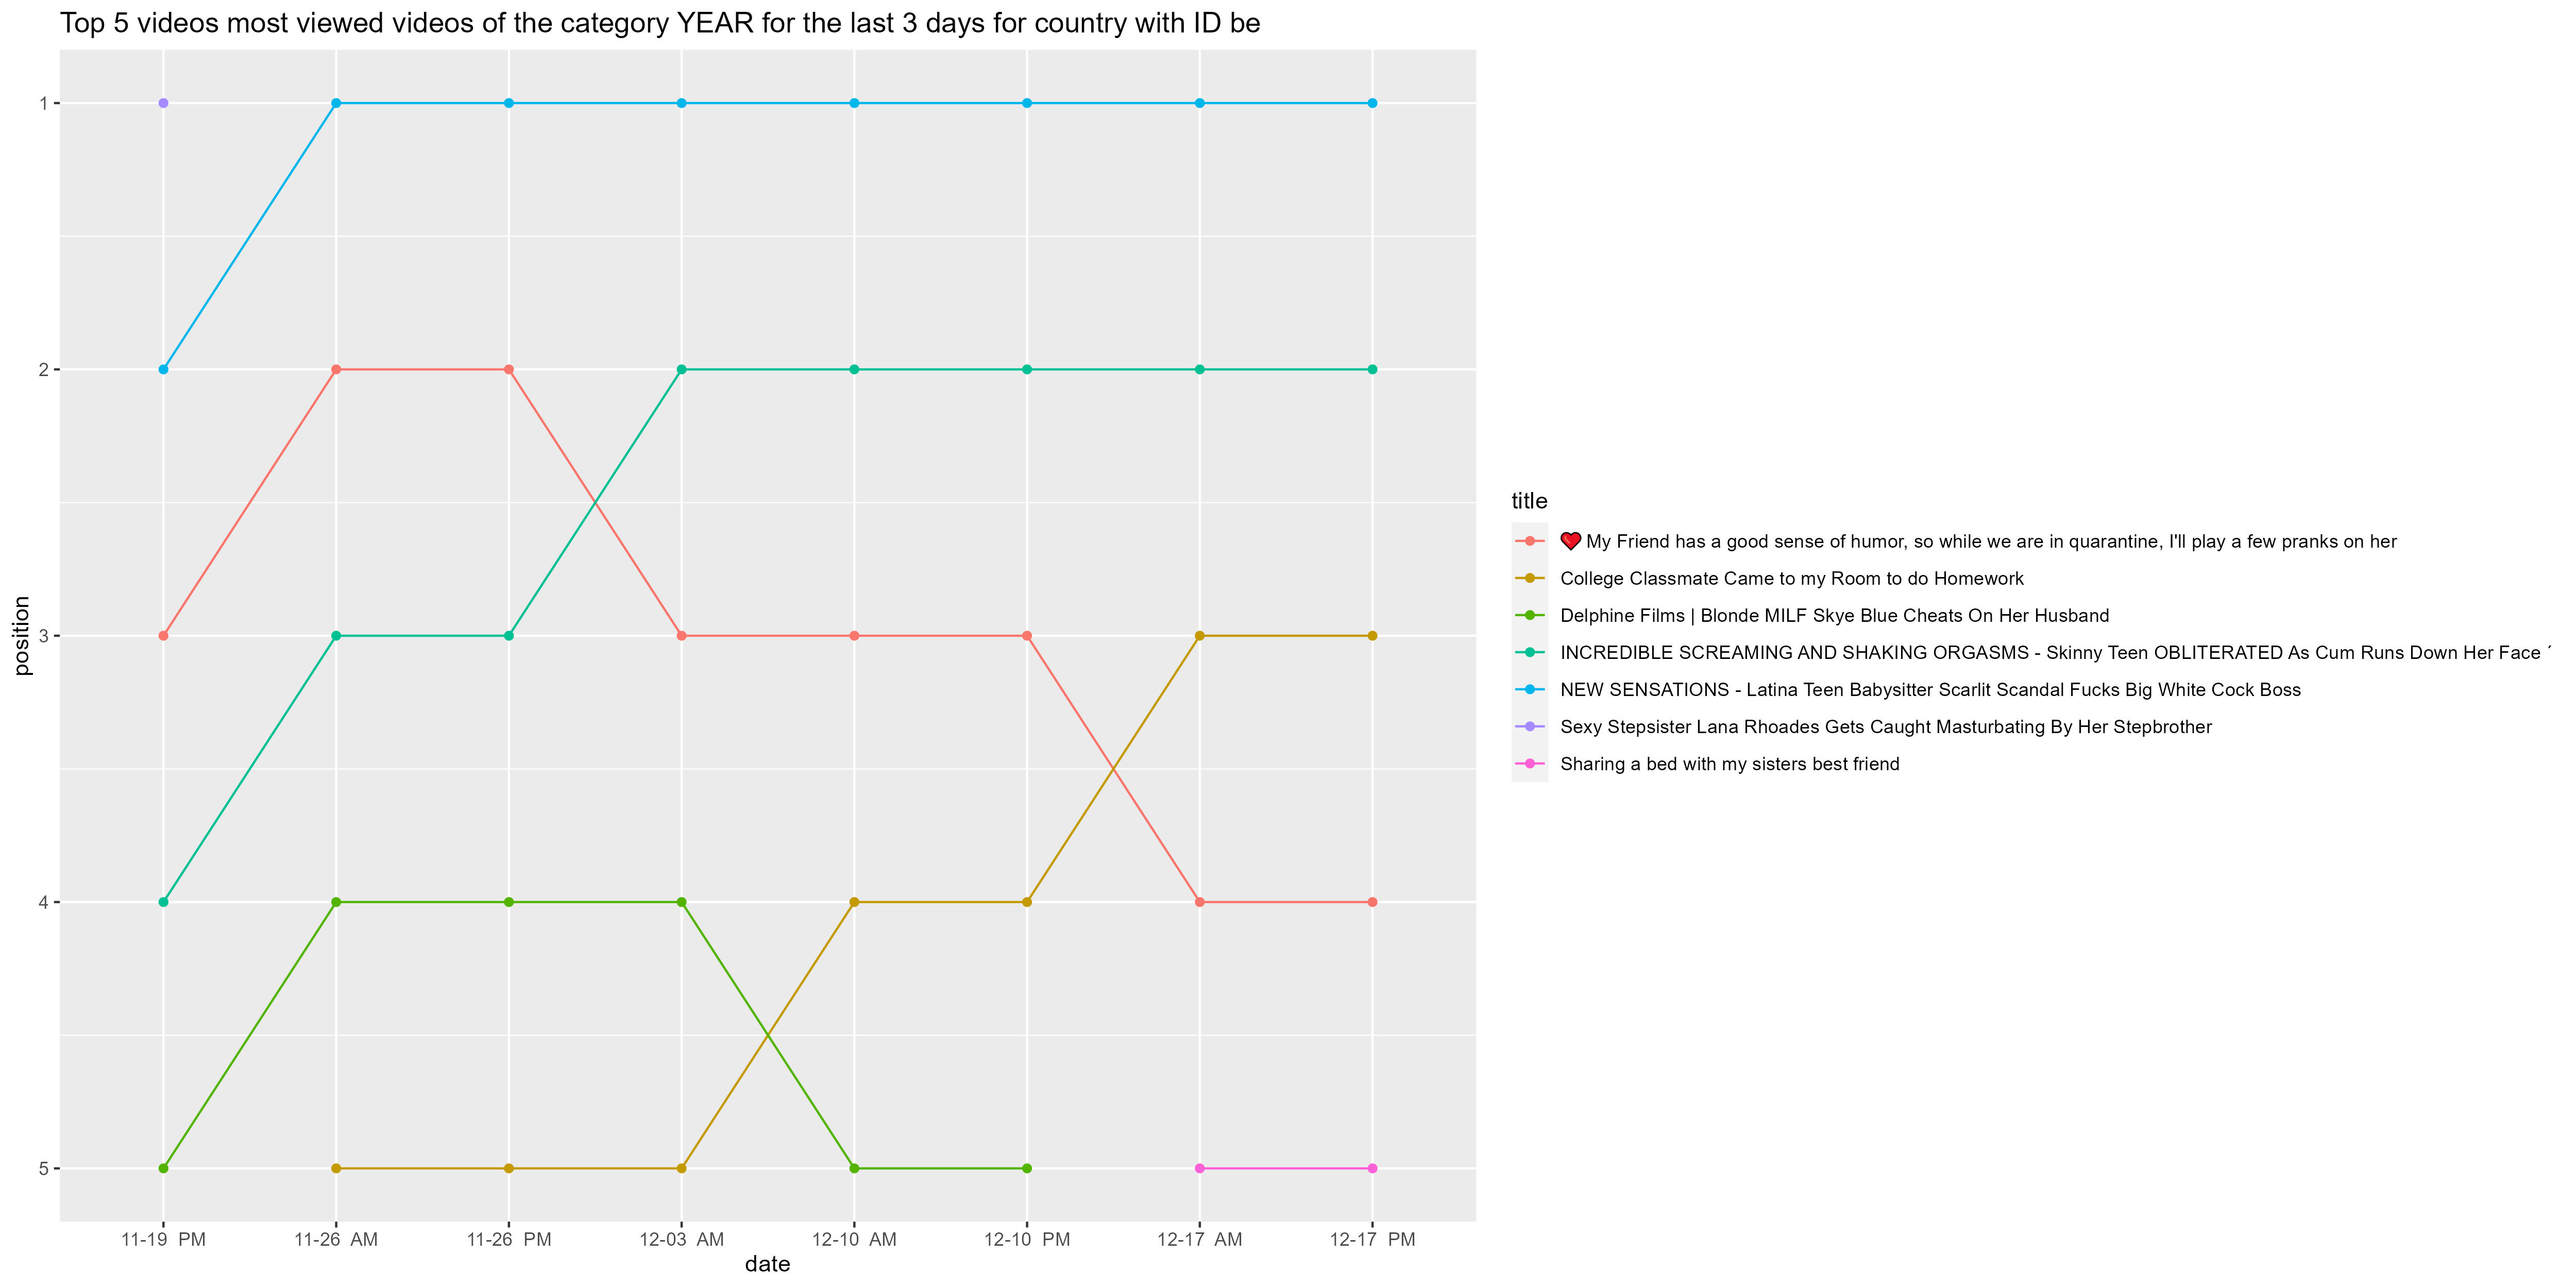 Top 5 videos most viewed videos of the category YEAR for the last 3 days for country with ID be
1
2
3
4
5
position
11-19 PM
11-26 AM
11-26 PM
12-03 AM
12-10 AM
12-10 PM
12-17 AM
12-17 PM
date
title
❤️ My Friend has a good sense of humor, so while we are in quarantine, I'll play a few pranks on her
College Classmate Came to my Room to do Homework
Delphine Films | Blonde MILF Skye Blue Cheats On Her Husband
INCREDIBLE SCREAMING AND SHAKING ORGASMS - Skinny Teen OBLITERATED As Cum Runs Down Her Face
NEW SENSATIONS - Latina Teen Babysitter Scarlit Scandal Fucks Big White Cock Boss
Sexy Stepsister Lana Rhoades Gets Caught Masturbating By Her Stepbrother
Sharing a bed with my sisters best friend